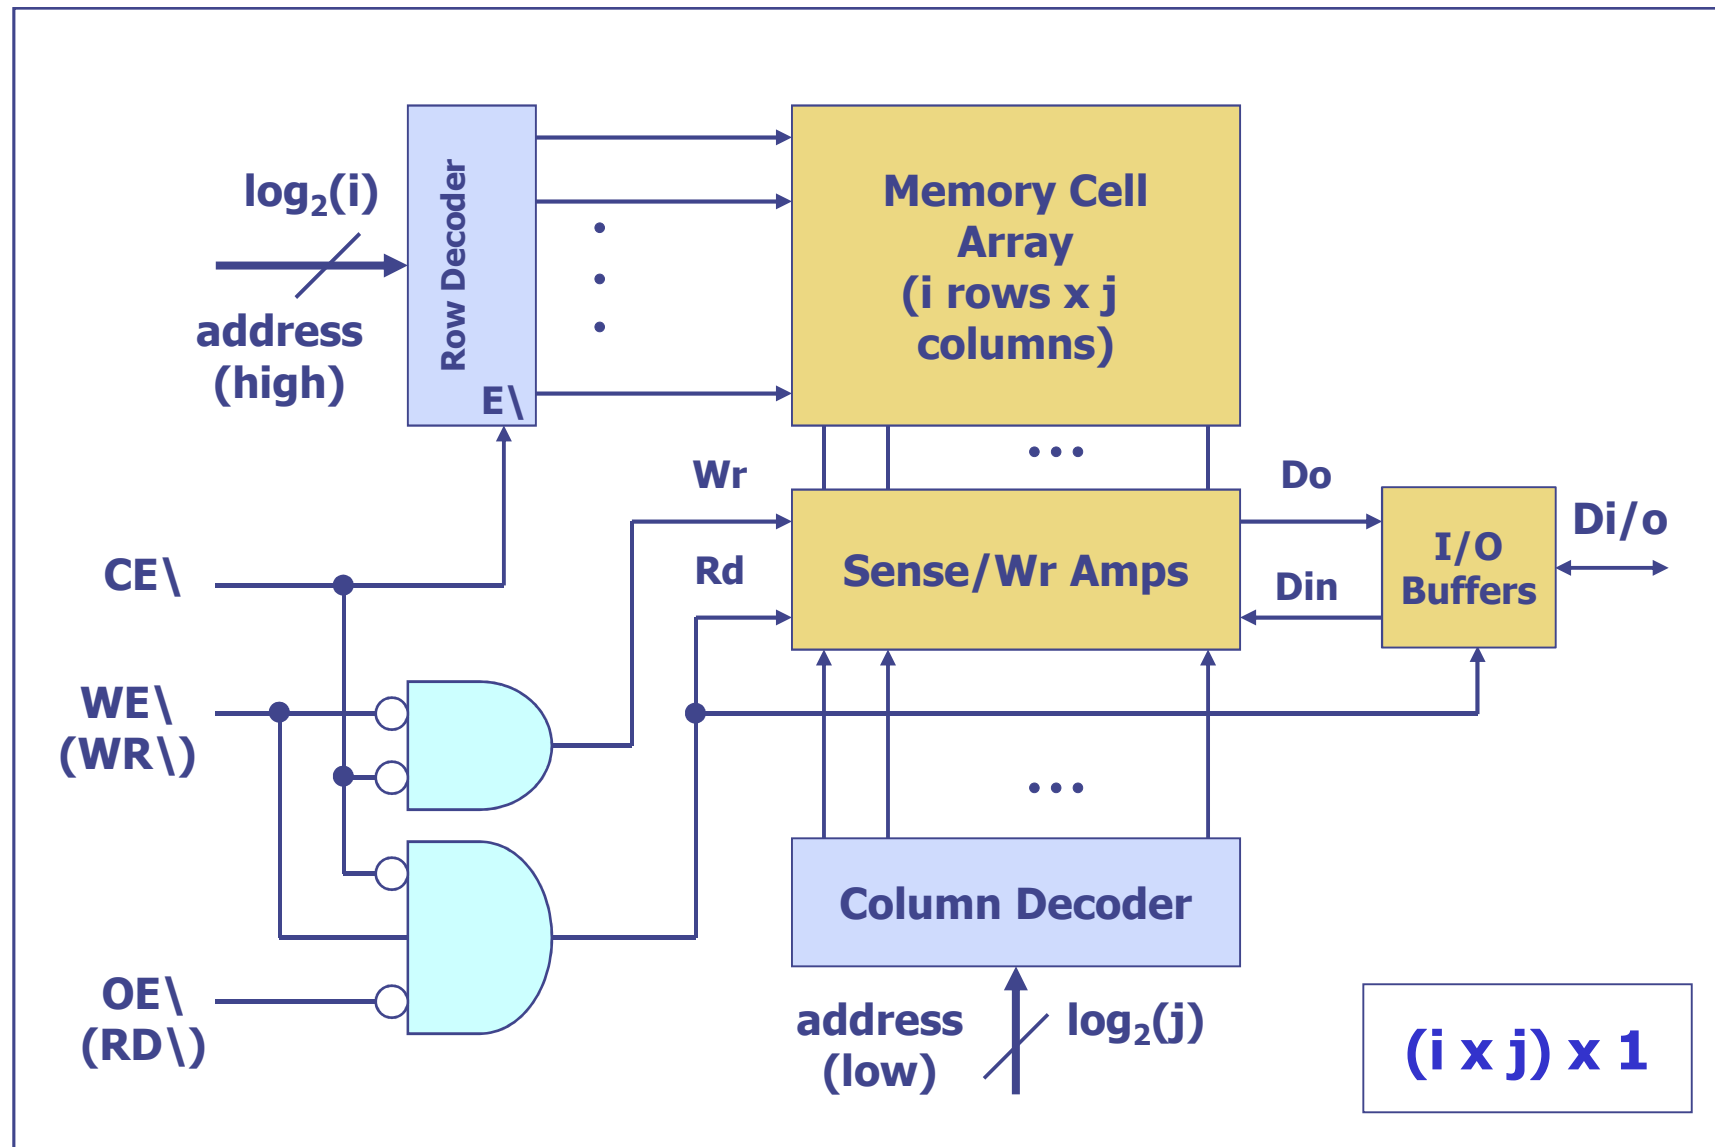 log₂(i)
address
(high)
Row Decoder
E\
Memory Cell
Array
(i rows x j
columns)
Wr
Rd
Sense/Wr Amps
Do
Din
I/O
Buffers
Di/o
CE\
WE\
(WR\)
OE\
(RD\)
Column Decoder
address
(low)
log₂(j)
(i x j) x 1